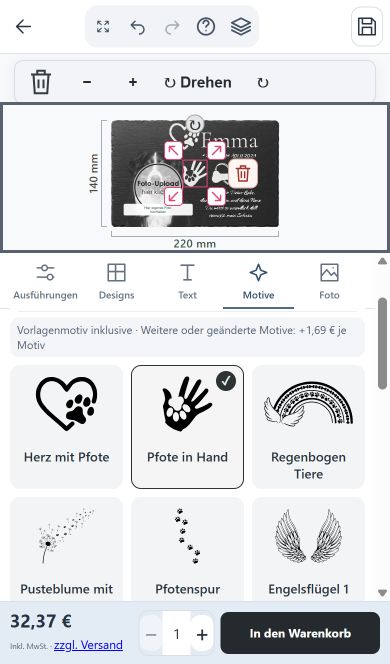 − + ↻ Drehen ↻
140 mm
Emma
Foto-Upload
hier klic
220 mm
Ausführungen Designs Text Motive Foto
Vorlagenmotiv inklusive · Weitere oder geänderte Motive: +1,69 € je
Motiv
Herz mit Pfote Pfote in Hand Regenbogen
Tiere
Pusteblume mit Pfotenspur Engelsflügel 1
32,37 €
Inkl. MwSt. · zzgl. Versand
− 1 +
In den Warenkorb